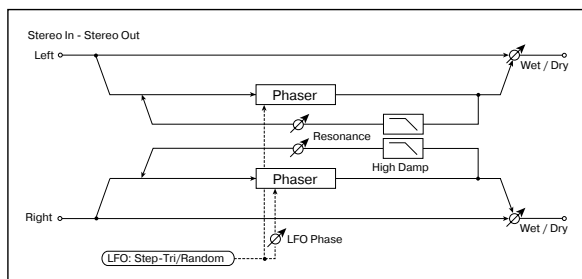 Stereo In - Stereo Out
Left
Wet / Dry
Phaser
Resonance
High Damp
Phaser
Right
Wet / Dry
LFO Phase
LFO: Step-Tri/Random